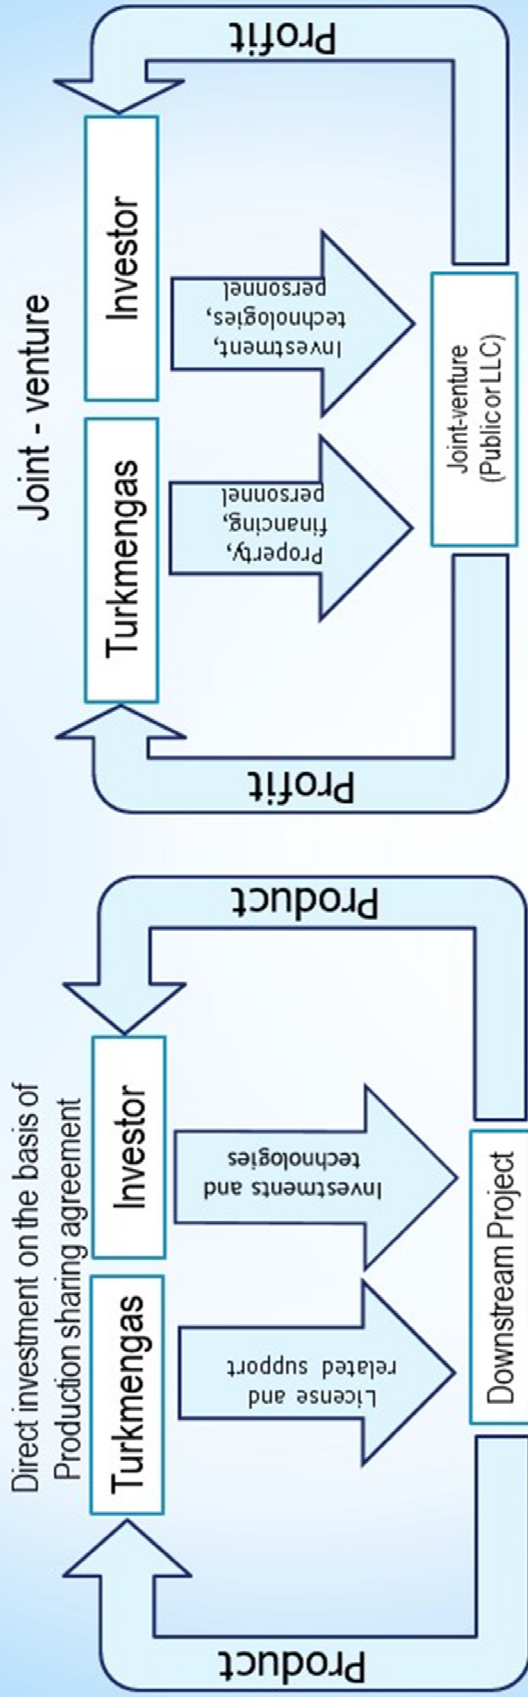 Direct investment on the basis of
Production sharing agreement
Turkmengas
Investor
License and
related support
Investments and
technologies
Product
Product
Downstream Project
Joint - venture
Turkmengas
Investor
Property,
financing,
personnel
Investment,
technologies,
personnel
Profit
Profit
Joint-venture
(Public or LLC)